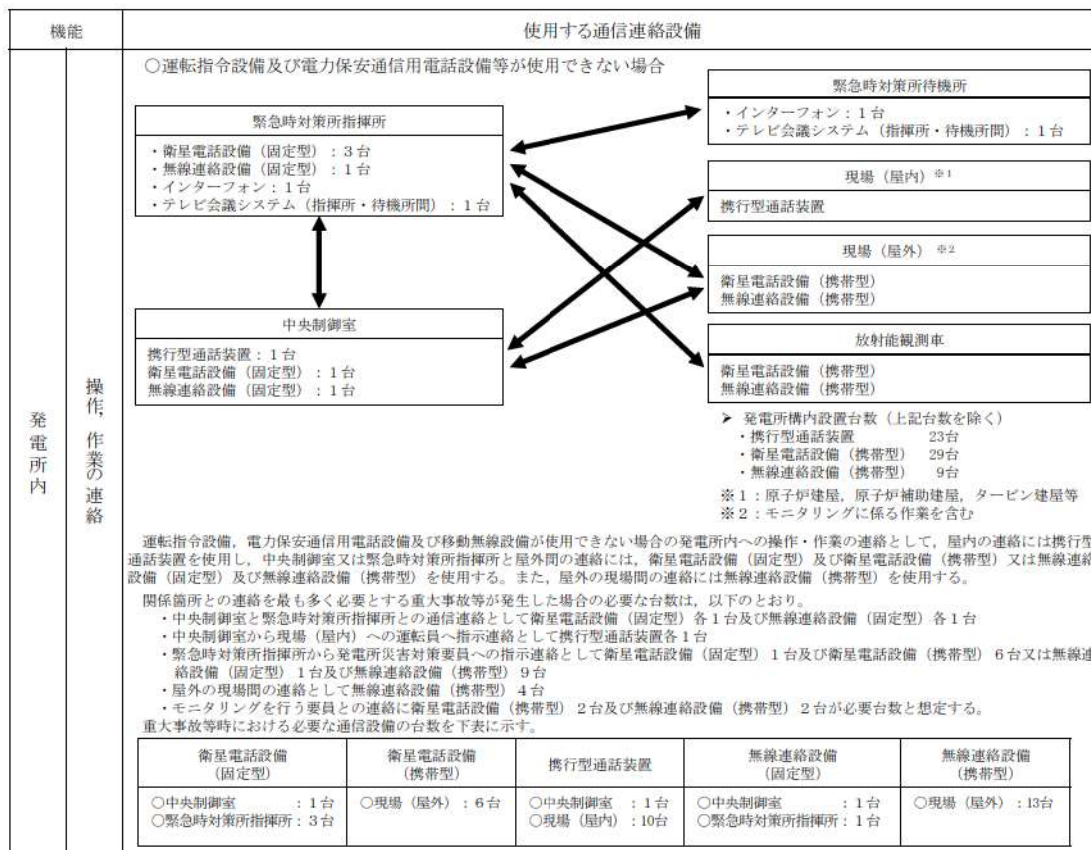 機能
使用する通信連絡設備
発電所内
操作，作業の連絡
○運転指令設備及び電力保安通信用電話設備等が使用できない場合
緊急時対策所指揮所
・衛星電話設備（固定型）：３台
・無線連絡設備（固定型）：１台
・インターフォン：１台
・テレビ会議システム（指揮所・待機所間）：１台
中央制御室
携行型通話装置：１台
衛星電話設備（固定型）：１台
無線連絡設備（固定型）：１台
緊急時対策所待機所
・インターフォン：１台
・テレビ会議システム（指揮所・待機所間）：１台
現場（屋内）※1
携行型通話装置
現場（屋外）※2
衛星電話設備（携帯型）
無線連絡設備（携帯型）
放射能観測車
衛星電話設備（携帯型）
無線連絡設備（携帯型）
➢ 発電所構内設置台数（上記台数を除く）
・携行型通話装置 23台
・衛星電話設備（携帯型） 29台
・無線連絡設備（携帯型） 9台
※１：原子炉建屋，原子炉補助建屋，タービン建屋等
※２：モニタリングに係る作業を含む
運転指令設備，電力保安通信用電話設備及び移動無線設備が使用できない場合の発電所内への操作・作業の連絡として，屋内の連絡には携行型
通話装置を使用し，中央制御室又は緊急時対策所指揮所と屋外間の連絡には，衛星電話設備（固定型）及び衛星電話設備（携帯型）又は無線連絡
設備（固定型）及び無線連絡設備（携帯型）を使用する。また，屋外の現場間の連絡には無線連絡設備（携帯型）を使用する。
関係箇所との連絡を最も多く必要とする重大事故等が発生した場合の必要な台数は，以下のとおり。
・中央制御室と緊急時対策所指揮所との通信連絡として衛星電話設備（固定型）各１台及び無線連絡設備（固定型）各１台
・中央制御室から現場（屋内）への運転員へ指示連絡として携行型通話装置各１台
・緊急時対策所指揮所から発電所災害対策要員への指示連絡として衛星電話設備（固定型）１台及び衛星電話設備（携帯型）６台又は無線連
絡設備（固定型）１台及び無線連絡設備（携帯型）９台
・屋外の現場間の連絡として無線連絡設備（携帯型）４台
・モニタリングを行う要員との連絡に衛星電話設備（携帯型）２台及び無線連絡設備（携帯型）２台が必要台数と想定する。
重大事故等時における必要な通信設備の台数を下表に示す。
衛星電話設備
（固定型）
衛星電話設備
（携帯型）
携行型通話装置
無線連絡設備
（固定型）
無線連絡設備
（携帯型）
○中央制御室 ：１台
○緊急時対策所指揮所：３台
○現場（屋外）：６台
○中央制御室 ：１台
○現場（屋内）：10台
○中央制御室 ：１台
○緊急時対策所指揮所：１台
○現場（屋外）：13台